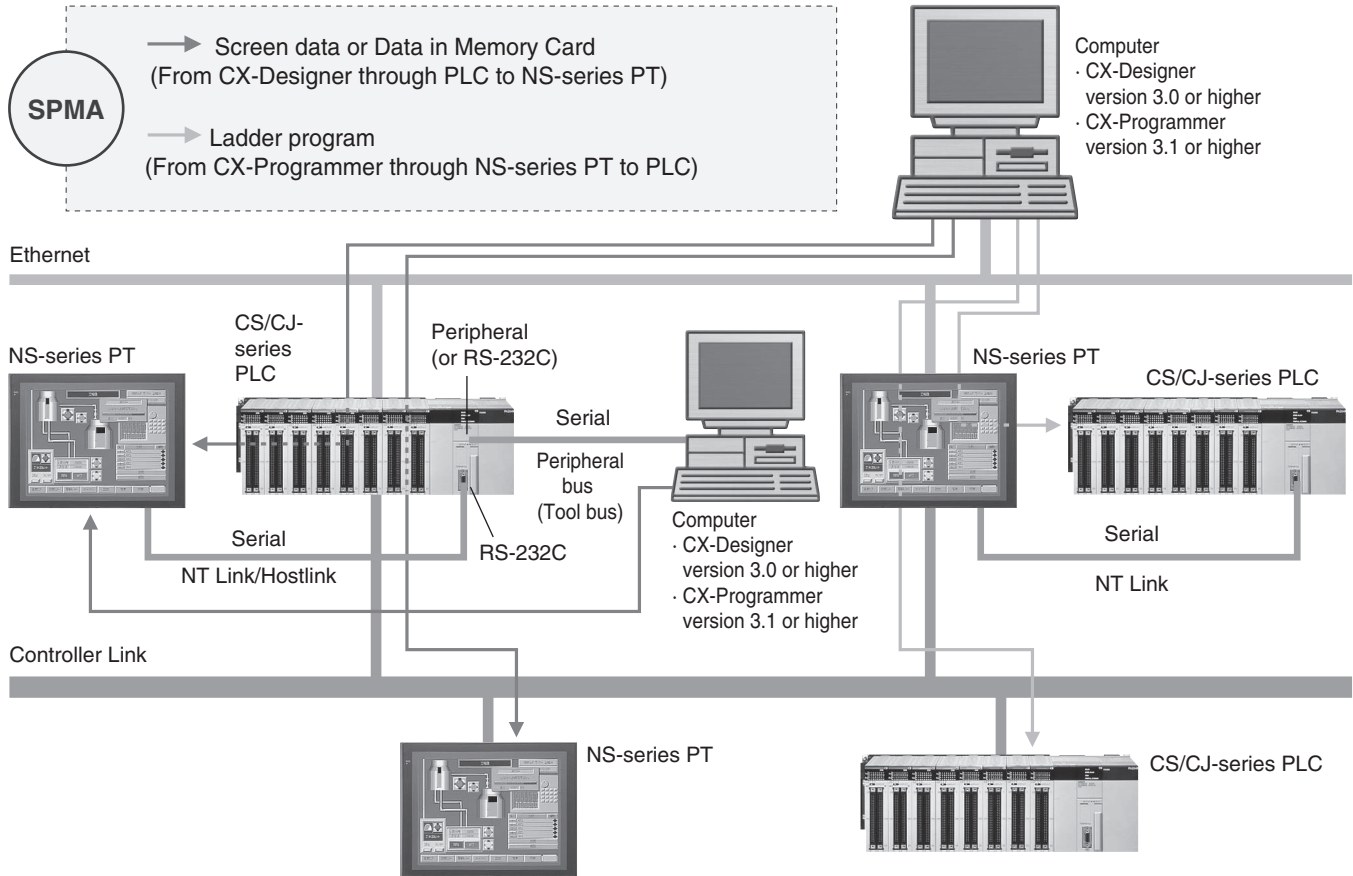 SPMA
Screen data or Data in Memory Card
(From CX-Designer through PLC to NS-series PT)
Ladder program
(From CX-Programmer through NS-series PT to PLC)
Computer
· CX-Designer
version 3.0 or higher
· CX-Programmer
version 3.1 or higher
Ethernet
NS-series PT
CS/CJ-
series
PLC
Peripheral
(or RS-232C)
Serial
Peripheral
bus
(Tool bus)
NS-series PT
CS/CJ-series PLC
Serial
NT Link/Hostlink
RS-232C
Computer
· CX-Designer
version 3.0 or higher
· CX-Programmer
version 3.1 or higher
Serial
NT Link
Controller Link
NS-series PT
CS/CJ-series PLC